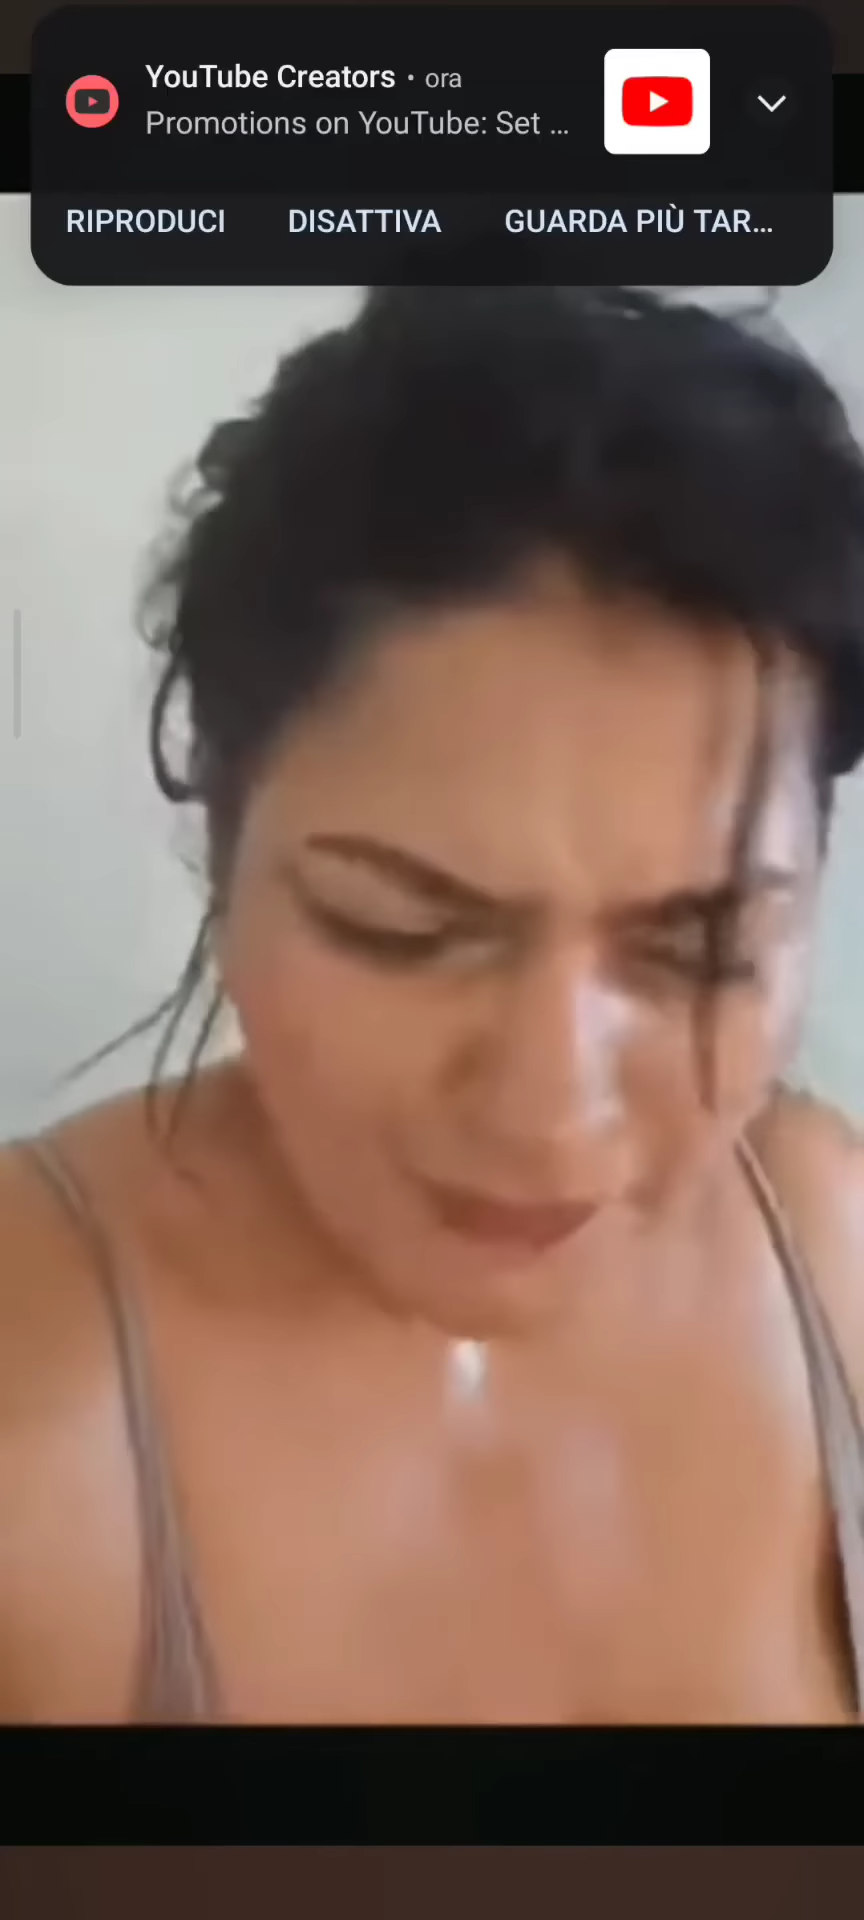 YouTube Creators • ora
Promotions on YouTube: Set ...
RIPRODUCI DISATTIVA GUARDA PIÙ TAR...